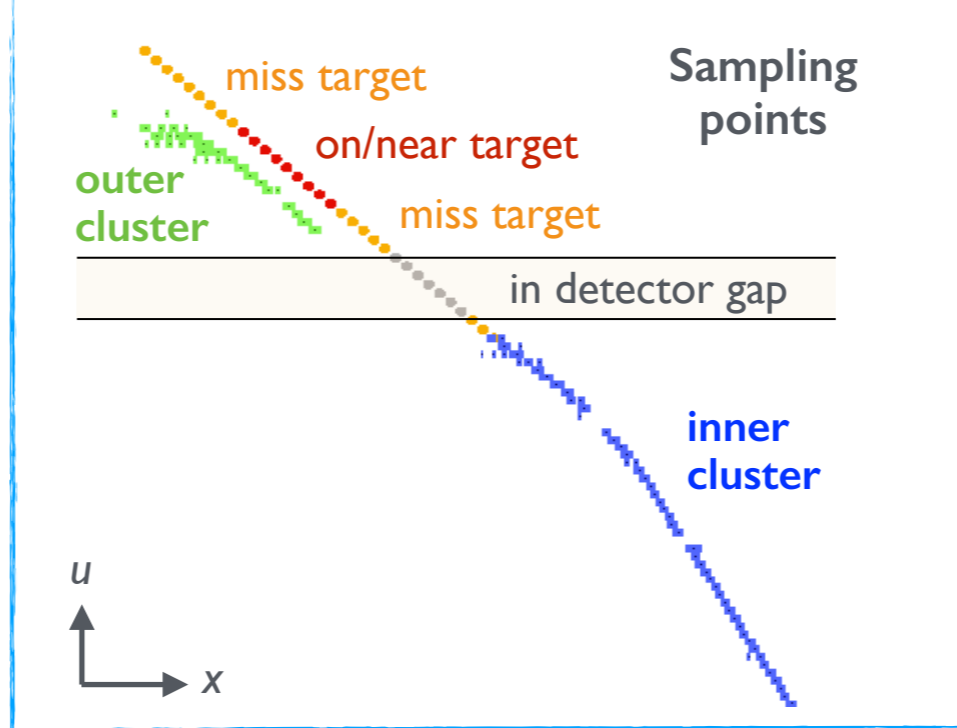 Sampling
points
miss target
on/near target
outer
cluster
miss target
in detector gap
inner
cluster
u
x